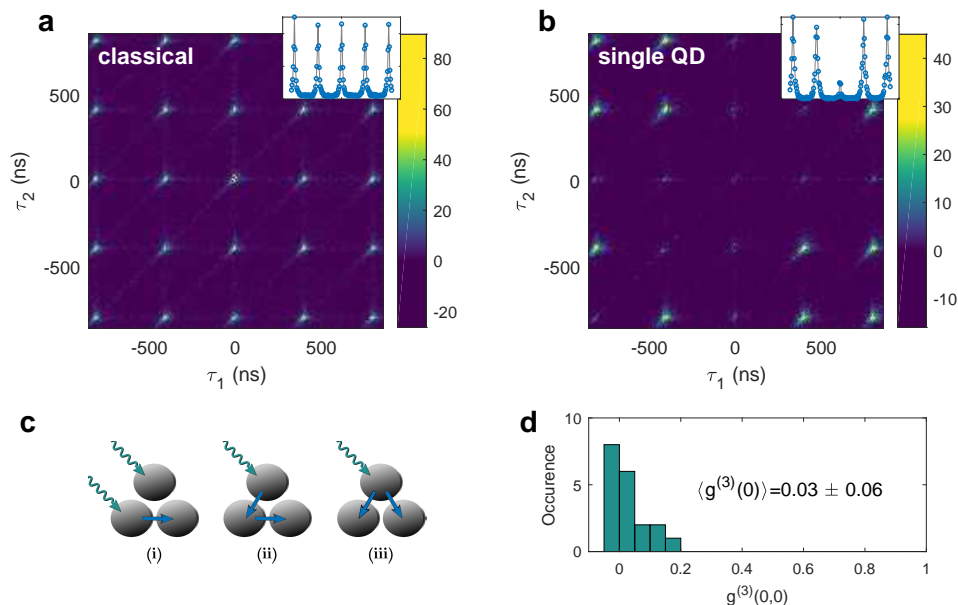 a
classical
500
0
-500
τ2 (ns)
-500 0 500
τ1 (ns)
80
60
40
20
0
-20
b
single QD
500
0
-500
τ2 (ns)
-500 0 500
τ1 (ns)
40
30
20
10
0
-10
c
(i) (ii) (iii)
d
10
5
0
Occurence
⟨g(3)(0)⟩=0.03 ± 0.06
0 0.2 0.4 0.6 0.8 1
g(3)(0,0)